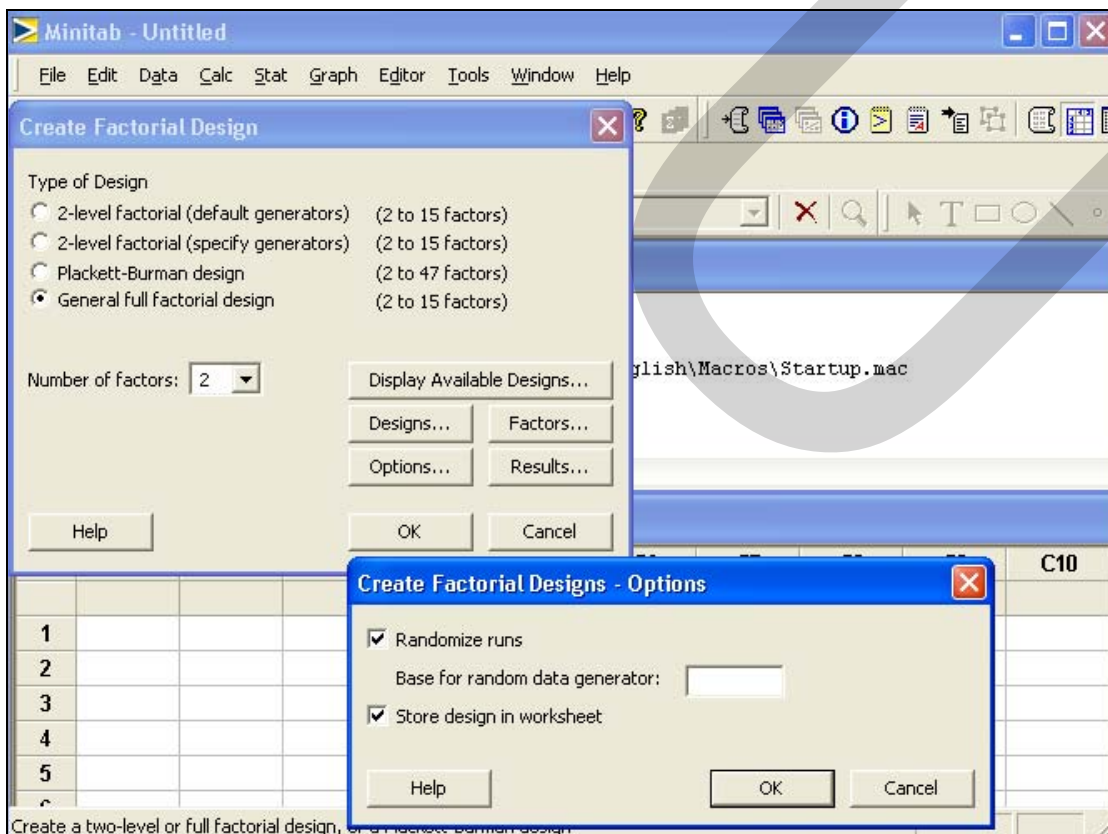 Minitab - Untitled
File Edit Data Calc Stat Graph Editor Tools Window Help
Create Factorial Design
Type of Design
2-level factorial (default generators) (2 to 15 factors)
2-level factorial (specify generators) (2 to 15 factors)
Plackett-Burman design (2 to 47 factors)
General full factorial design (2 to 15 factors)
Number of factors: 2
Display Available Designs...
Designs... Factors...
Options... Results...
Help OK Cancel
glish\Macros\Startup.mac
C10
Create Factorial Designs - Options
Randomize runs
Base for random data generator:
Store design in worksheet
Help OK Cancel
1
2
3
4
5
Create a two-level or full factorial design, or a Plackett-Burman design